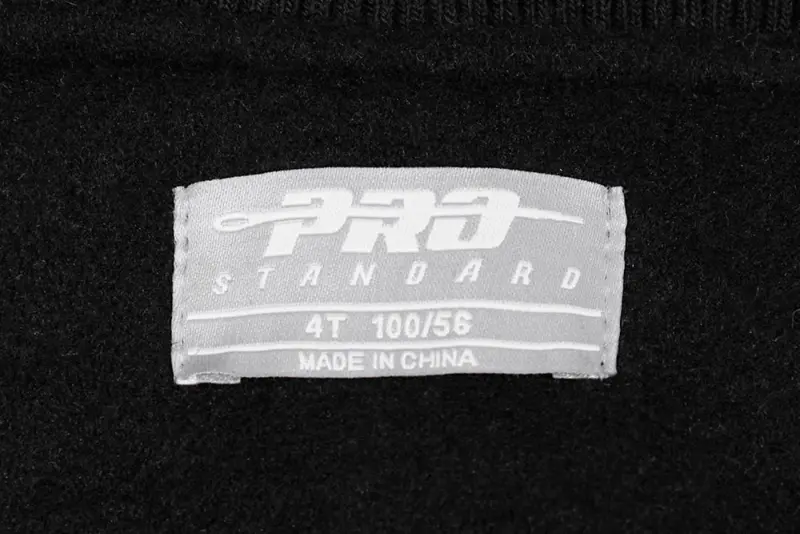 PRO
STANDARD
4T 100/56
MADE IN CHINA